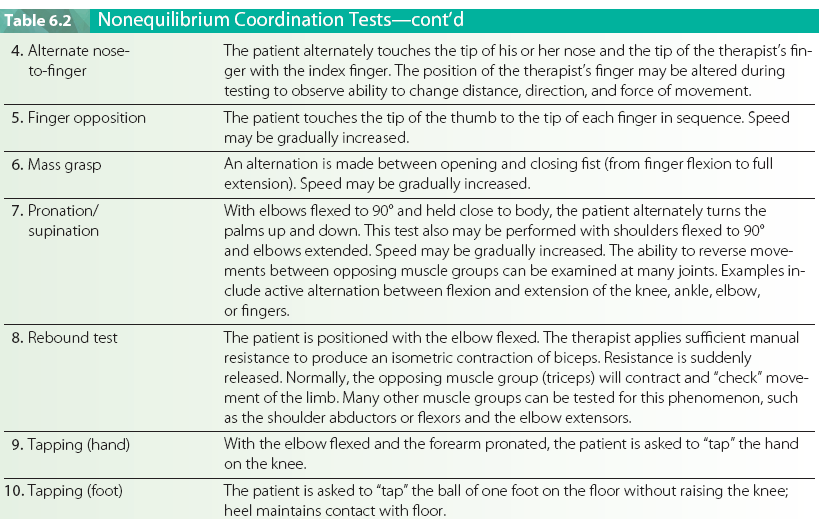 Table 6.2 Nonequilibrium Coordination Tests—cont'd
4. Alternate nose-
to-finger
The patient alternately touches the tip of his or her nose and the tip of the therapist's fin-
ger with the index finger. The position of the therapist's finger may be altered during
testing to observe ability to change distance, direction, and force of movement.
5. Finger opposition
The patient touches the tip of the thumb to the tip of each finger in sequence. Speed
may be gradually increased.
6. Mass grasp
An alternation is made between opening and closing fist (from finger flexion to full
extension). Speed may be gradually increased.
7. Pronation/
supination
With elbows flexed to 90° and held close to body, the patient alternately turns the
palms up and down. This test also may be performed with shoulders flexed to 90°
and elbows extended. Speed may be gradually increased. The ability to reverse move-
ments between opposing muscle groups can be examined at many joints. Examples in-
clude active alternation between flexion and extension of the knee, ankle, elbow,
or fingers.
8. Rebound test
The patient is positioned with the elbow flexed. The therapist applies sufficient manual
resistance to produce an isometric contraction of biceps. Resistance is suddenly
released. Normally, the opposing muscle group (triceps) will contract and "check" move-
ment of the limb. Many other muscle groups can be tested for this phenomenon, such
as the shoulder abductors or flexors and the elbow extensors.
9. Tapping (hand)
With the elbow flexed and the forearm pronated, the patient is asked to "tap" the hand
on the knee.
10. Tapping (foot)
The patient is asked to "tap" the ball of one foot on the floor without raising the knee;
heel maintains contact with floor.